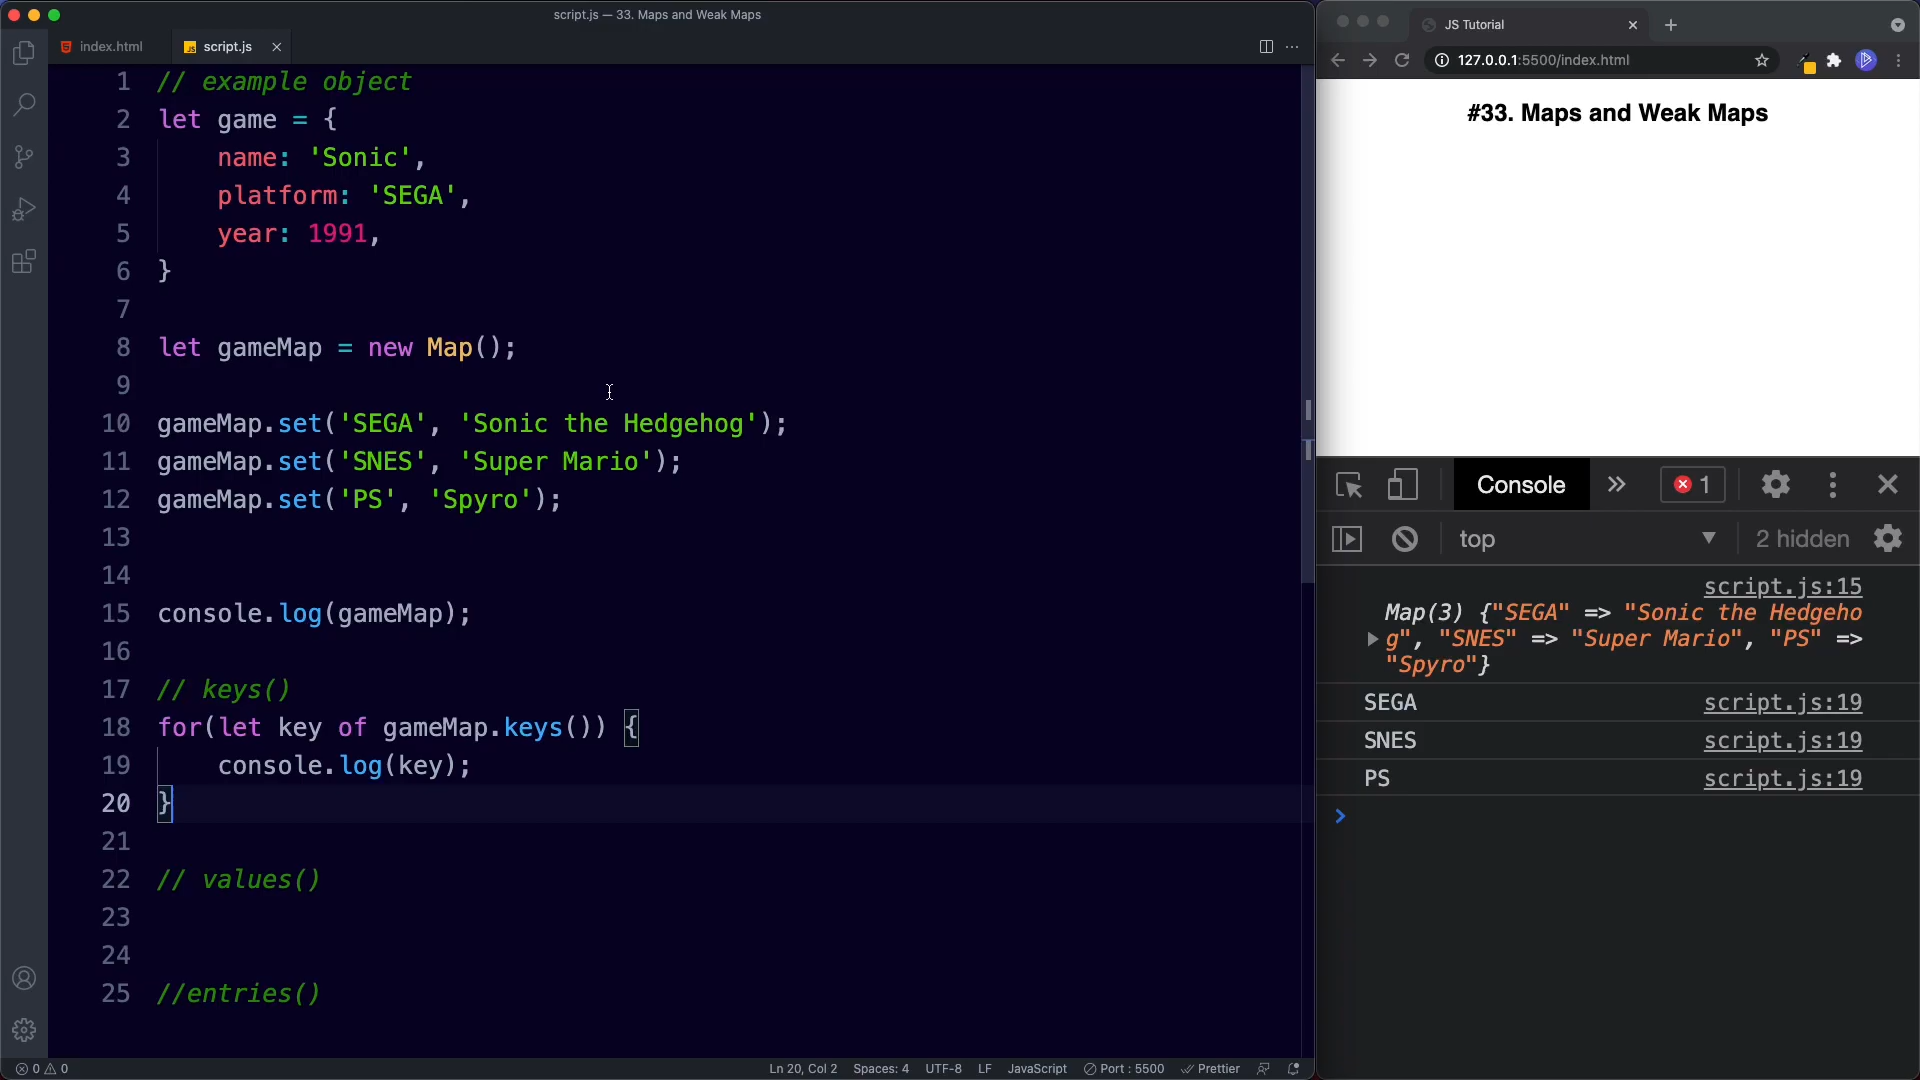 script.js — 33. Maps and Weak Maps
index.html
script.js
1 // example object
2 let game = {
3 name: 'Sonic',
4 platform: 'SEGA',
5 year: 1991,
6 }
7
8 let gameMap = new Map();
9
10 gameMap.set('SEGA', 'Sonic the Hedgehog');
11 gameMap.set('SNES', 'Super Mario');
12 gameMap.set('PS', 'Spyro');
13
14
15 console.log(gameMap);
16
17 // keys()
18 for(let key of gameMap.keys()) {
19 console.log(key);
20 }
21
22 // values()
23
24
25 //entries()
0 0
Ln 20, Col 2 Spaces: 4 UTF-8 LF JavaScript Port : 5500 Prettier
JS Tutorial
127.0.0.1:5500/index.html
#33. Maps and Weak Maps
Console 1
top 2 hidden
script.js:15
Map(3) {"SEGA" => "Sonic the Hedgeho
g", "SNES" => "Super Mario", "PS" =>
"Spyro"}
SEGA script.js:19
SNES script.js:19
PS script.js:19